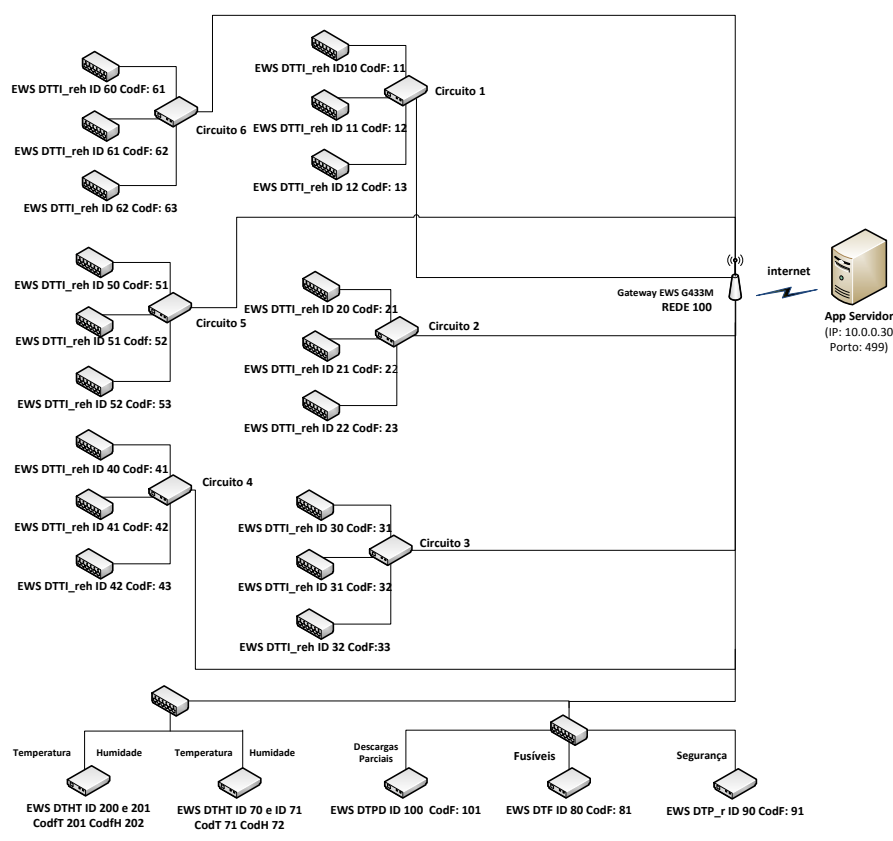 EWS DTTI_reh ID10 CodF: 11
Circuito 1
EWS DTTI_reh ID 11 CodF: 12
EWS DTTI_reh ID 12 CodF: 13
EWS DTTI_reh ID 60 CodF: 61
Circuito 6
EWS DTTI_reh ID 61 CodF: 62
EWS DTTI_reh ID 62 CodF: 63
EWS DTTI_reh ID 50 CodF: 51
Circuito 5
EWS DTTI_reh ID 51 CodF: 52
EWS DTTI_reh ID 52 CodF: 53
EWS DTTI_reh ID 20 CodF: 21
Circuito 2
EWS DTTI_reh ID 21 CodF: 22
EWS DTTI_reh ID 22 CodF: 23
Gateway EWS G433M
REDE 100
internet
App Servidor
(IP: 10.0.0.30
Porto: 499)
EWS DTTI_reh ID 40 CodF: 41
Circuito 4
EWS DTTI_reh ID 41 CodF: 42
EWS DTTI_reh ID 42 CodF: 43
EWS DTTI_reh ID 30 CodF: 31
Circuito 3
EWS DTTI_reh ID 31 CodF: 32
EWS DTTI_reh ID 32 CodF:33
Temperatura
Humidade
Temperatura
Humidade
Descargas
Parciais
Fusíveis
Segurança
EWS DTHT ID 200 e 201
CodfT 201 CodfH 202
EWS DTHT ID 70 e ID 71
CodT 71 CodH 72
EWS DTPD ID 100 CodF: 101
EWS DTF ID 80 CodF: 81
EWS DTP_r ID 90 CodF: 91